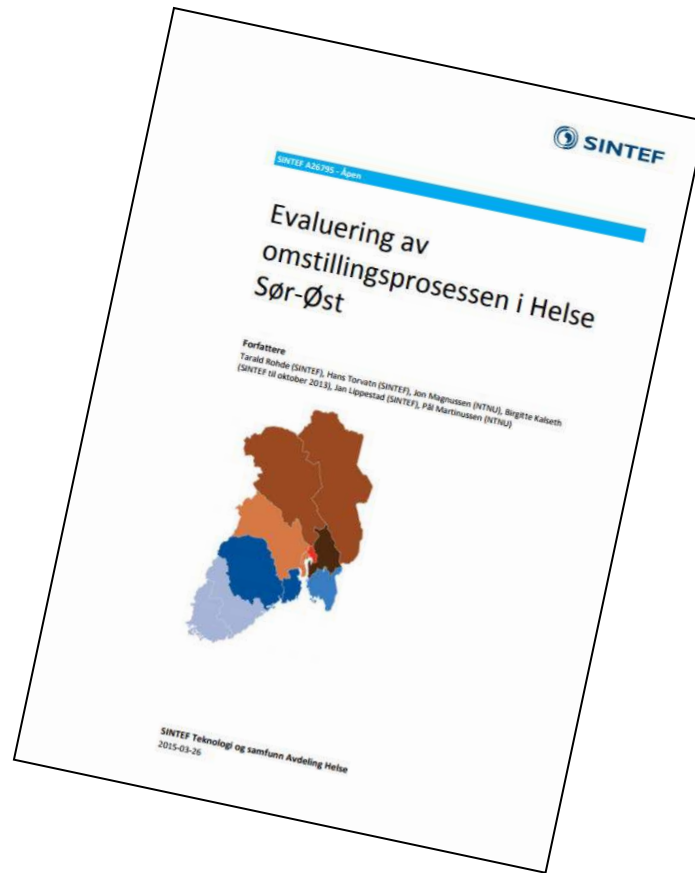 SINTEF
SINTEF A26795 - Åpen
Evaluering av
omstillingsprosessen i Helse
Sør-Øst
Forfattere
Tarald Rohde (SINTEF), Hans Torvatn (SINTEF), Jon Magnussen (NTNU), Birgitte Kalseth
(SINTEF til oktober 2013), Jan Lippestad (SINTEF), Pål Martinussen (NTNU)
SINTEF Teknologi og samfunn Avdeling Helse
2015-03-26